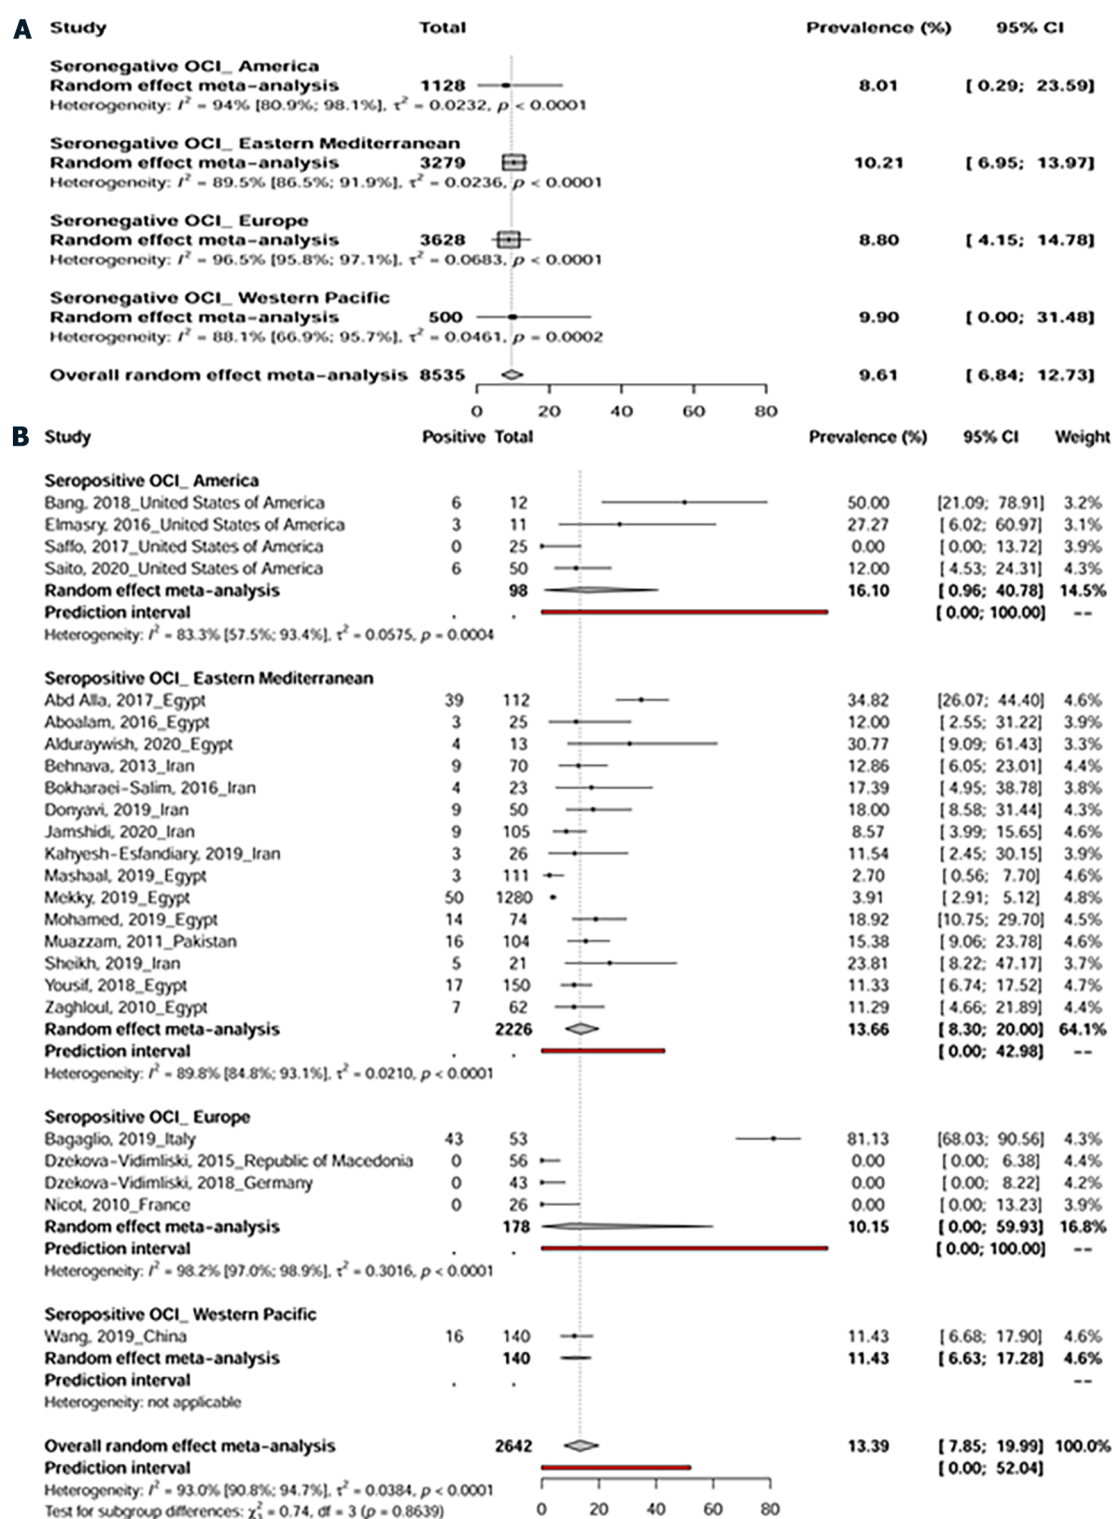 A Study Total Prevalence (%) 95% CI
Seronegative OCI_ America
Random effect meta−analysis 1128 8.01 [ 0.29; 23.59]
Heterogeneity: I² = 94% [80.9%; 98.1%], τ² = 0.0232, p < 0.0001
Seronegative OCI_ Eastern Mediterranean
Random effect meta−analysis 3279 10.21 [ 6.95; 13.97]
Heterogeneity: I² = 89.5% [86.5%; 91.9%], τ² = 0.0236, p < 0.0001
Seronegative OCI_ Europe
Random effect meta−analysis 3628 8.80 [ 4.15; 14.78]
Heterogeneity: I² = 96.5% [95.8%; 97.1%], τ² = 0.0683, p < 0.0001
Seronegative OCI_ Western Pacific
Random effect meta−analysis 500 9.90 [ 0.00; 31.48]
Heterogeneity: I² = 88.1% [66.9%; 95.7%], τ² = 0.0461, p = 0.0002
Overall random effect meta−analysis 8535 9.61 [ 6.84; 12.73]
0 20 40 60 80
B Study Positive Total Prevalence (%) 95% CI Weight
Seropositive OCI_ America
Bang, 2018_United States of America 6 12 50.00 [21.09; 78.91] 3.2%
Elmasry, 2016_United States of America 3 11 27.27 [ 6.02; 60.97] 3.1%
Saffo, 2017_United States of America 0 25 0.00 [ 0.00; 13.72] 3.9%
Saito, 2020_United States of America 6 50 12.00 [ 4.53; 24.31] 4.3%
Random effect meta−analysis 98 16.10 [ 0.96; 40.78] 14.5%
Prediction interval . . [ 0.00; 100.00] −−
Heterogeneity: I² = 83.3% [57.5%; 93.4%], τ² = 0.0575, p = 0.0004
Seropositive OCI_ Eastern Mediterranean
Abd Alla, 2017_Egypt 39 112 34.82 [26.07; 44.40] 4.6%
Aboalam, 2016_Egypt 3 25 12.00 [ 2.55; 31.22] 3.9%
Alduraywish, 2020_Egypt 4 13 30.77 [ 9.09; 61.43] 3.3%
Behnava, 2013_Iran 9 70 12.86 [ 6.05; 23.01] 4.4%
Bokharaei−Salim, 2016_Iran 4 23 17.39 [ 4.95; 38.78] 3.8%
Donyavi, 2019_Iran 9 50 18.00 [ 8.58; 31.44] 4.3%
Jamshidi, 2020_Iran 9 105 8.57 [ 3.99; 15.65] 4.6%
Kahyesh−Esfandiary, 2019_Iran 3 26 11.54 [ 2.45; 30.15] 3.9%
Mashaal, 2019_Egypt 3 111 2.70 [ 0.56; 7.70] 4.6%
Mekky, 2019_Egypt 50 1280 3.91 [ 2.91; 5.12] 4.8%
Mohamed, 2019_Egypt 14 74 18.92 [10.75; 29.70] 4.5%
Muazzam, 2011_Pakistan 16 104 15.38 [ 9.06; 23.78] 4.6%
Sheikh, 2019_Iran 5 21 23.81 [ 8.22; 47.17] 3.7%
Yousif, 2018_Egypt 17 150 11.33 [ 6.74; 17.52] 4.7%
Zaghloul, 2010_Egypt 7 62 11.29 [ 4.66; 21.89] 4.4%
Random effect meta−analysis 2226 13.66 [ 8.30; 20.00] 64.1%
Prediction interval . . [ 0.00; 42.98] −−
Heterogeneity: I² = 89.8% [84.8%; 93.1%], τ² = 0.0210, p < 0.0001
Seropositive OCI_ Europe
Bagaglio, 2019_Italy 43 53 81.13 [68.03; 90.56] 4.3%
Dzekova−Vidimliski, 2015_Republic of Macedonia 0 56 0.00 [ 0.00; 6.38] 4.4%
Dzekova−Vidimliski, 2018_Germany 0 43 0.00 [ 0.00; 8.22] 4.2%
Nicot, 2010_France 0 26 0.00 [ 0.00; 13.23] 3.9%
Random effect meta−analysis 178 10.15 [ 0.00; 59.93] 16.8%
Prediction interval . . [ 0.00; 100.00] −−
Heterogeneity: I² = 98.2% [97.0%; 98.9%], τ² = 0.3016, p < 0.0001
Seropositive OCI_ Western Pacific
Wang, 2019_China 16 140 11.43 [ 6.68; 17.90] 4.6%
Random effect meta−analysis 140 11.43 [ 6.63; 17.28] 4.6%
Prediction interval . . −−
Heterogeneity: not applicable
Overall random effect meta−analysis 2642 13.39 [ 7.85; 19.99] 100.0%
Prediction interval [ 0.00; 52.04]
Heterogeneity: I² = 93.0% [90.8%; 94.7%], τ² = 0.0384, p < 0.0001
0 20 40 60 80
Test for subgroup differences: χ²₃ = 0.74, df = 3 (p = 0.8639)